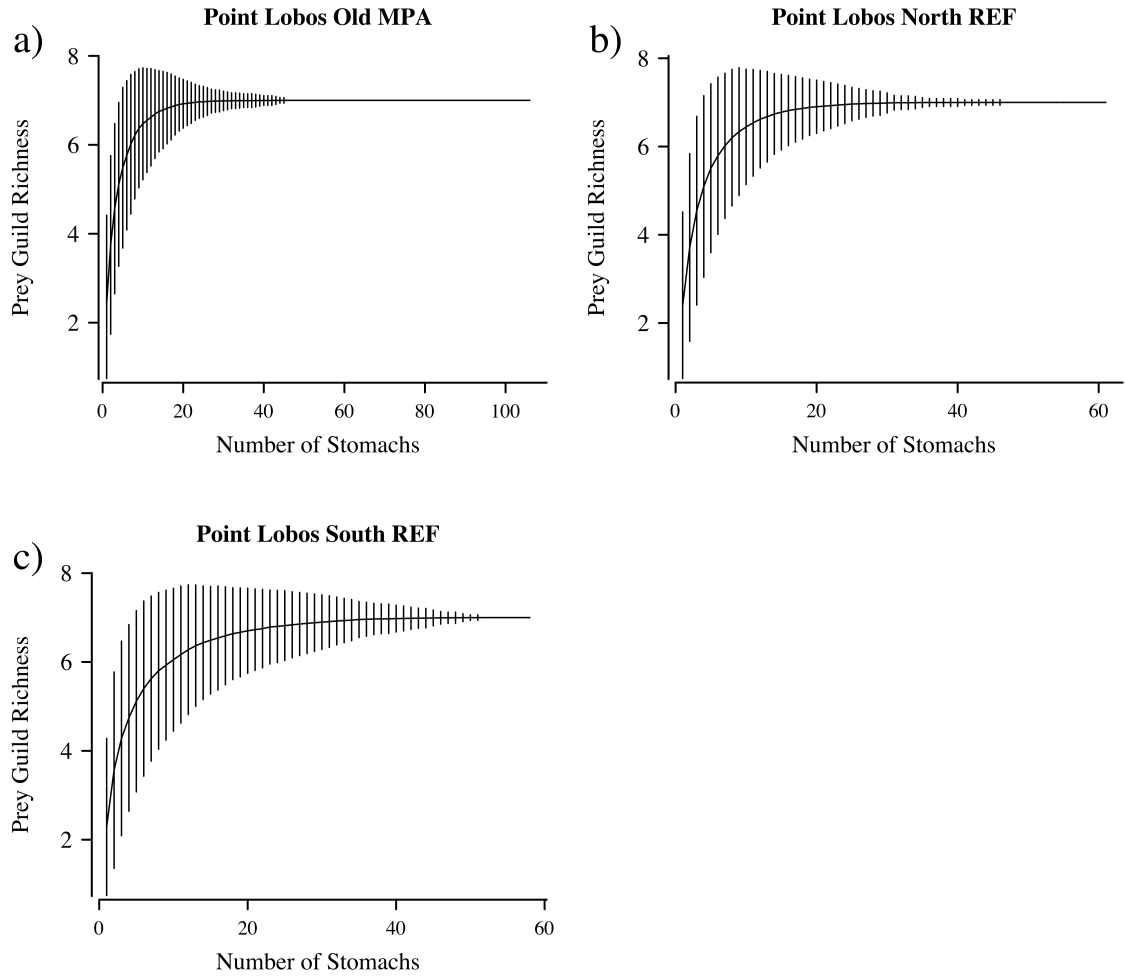 Point Lobos Old MPA
a)
8
6
4
2
Prey Guild Richness
0 20 40 60 80 100
Number of Stomachs
Point Lobos North REF
b)
8
6
4
2
Prey Guild Richness
0 20 40 60
Number of Stomachs
Point Lobos South REF
c)
8
6
4
2
Prey Guild Richness
0 20 40 60
Number of Stomachs